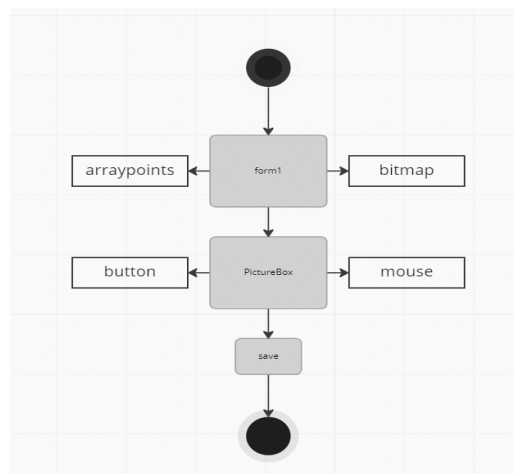 arraypoints
form1
bitmap
button
PictureBox
mouse
save